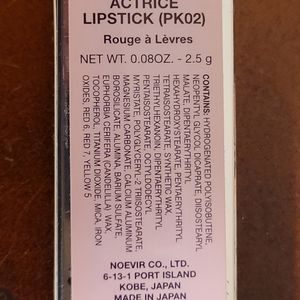 ACTRICE
LIPSTICK (PK02)
Rouge à Lèvres
NET WT. 0.08OZ. - 2.5 g
CONTAINS: HYDROGENATED POLYISOBUTENE,
NEOPENTYL GLYCOL DICAPRATE, DIISOSTEARYL
MALATE, DIPENTAERYTHRITYL
HEXAHYDROXYSTEARATE, PENTAERYTHRITYL
TETRAISOSTEARATE, SYNTHETIC WAX,
TRIETHYLHEXANOIN, DIPENTAERYTHRITYL
PENTAISOSTEARATE, OCTYLDODECYL
MYRISTATE, POLYGLYCERYL-2 TRIISOSTEARATE,
MAGNESIUM CARBONATE, CALCIUM ALUMINUM
BOROSILICATE, ALUMINA, BARIUM SULFATE,
EUPHORBIA CERIFERA (CANDELILLA) WAX,
TOCOPHEROL, TITANIUM DIOXIDE, MICA, IRON
OXIDES, RED 6, RED 7, YELLOW 5
NOEVIR CO., LTD.
6-13-1 PORT ISLAND
KOBE, JAPAN
MADE IN JAPAN